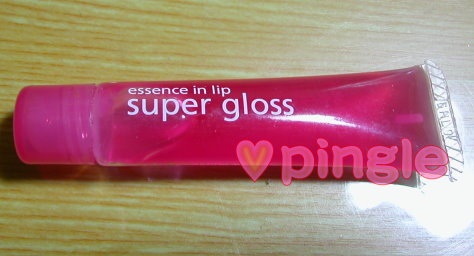 essence in lip
super gloss
pingle